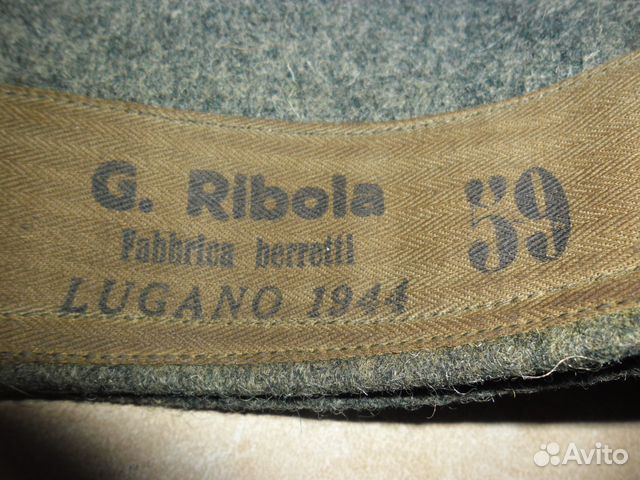 G. Ribola
Fabbrica berretti
LUGANO 1944
59
Avito